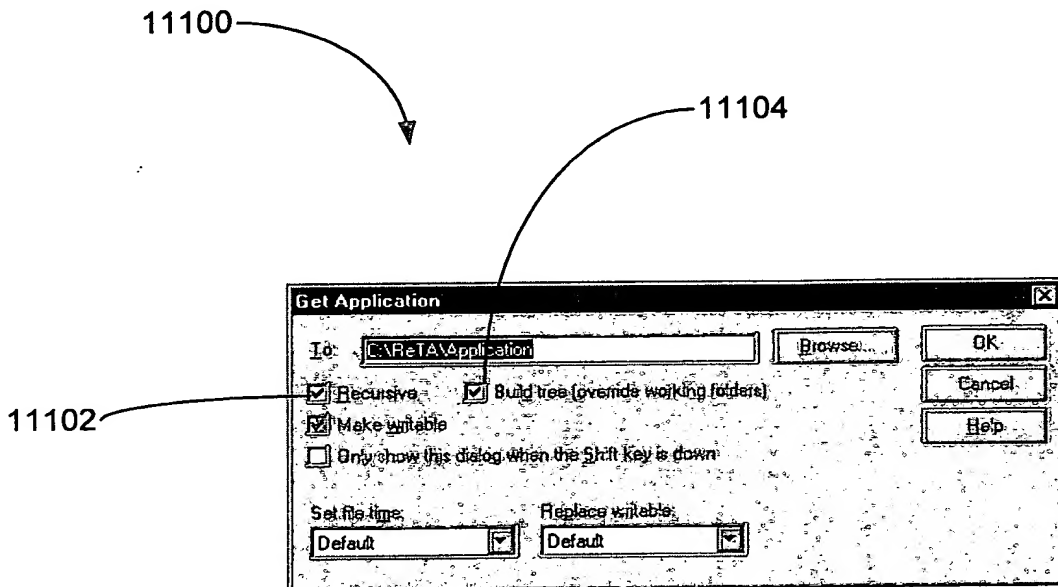 11100
11104
Get Application
To: C:\ReTA\Application Browse... OK
11102 Recursive Build tree (override working folders) Cancel
Make writable Help
Only show this dialog when the Shift key is down
Set file time: Replace writable:
Default Default